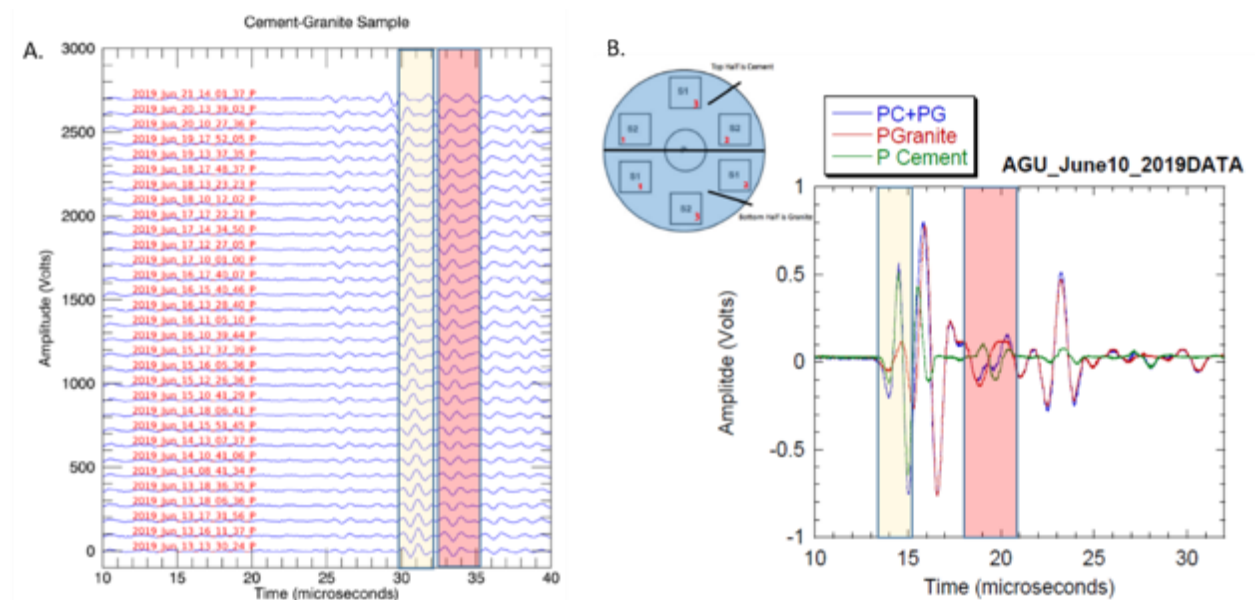 A.
Cement-Granite Sample
3000
2500
2000
1500
1000
500
0
Amplitude (Volts)
2019 Jun 21 14 01 37 P
2019 Jun 20 13 39 03 P
2019 Jun 20 10 27 36 P
2019 Jun 19 17 52 05 P
2019 Jun 19 13 37 35 P
2019 Jun 18 17 48 37 P
2019 Jun 18 13 23 23 P
2019 Jun 18 10 12 02 P
2019 Jun 17 17 22 21 P
2019 Jun 17 14 34 50 P
2019 Jun 17 12 27 05 P
2019 Jun 17 10 01 00 P
2019 Jun 16 17 40 07 P
2019 Jun 16 15 40 46 P
2019 Jun 16 13 28 40 P
2019 Jun 16 11 05 10 P
2019 Jun 16 10 39 44 P
2019 Jun 15 17 37 39 P
2019 Jun 15 16 05 36 P
2019 Jun 15 12 26 36 P
2019 Jun 15 10 41 29 P
2019 Jun 14 18 06 41 P
2019 Jun 14 15 51 45 P
2019 Jun 14 13 07 37 P
2019 Jun 14 10 41 06 P
2019 Jun 14 08 41 34 P
2019 Jun 13 18 36 35 P
2019 Jun 13 18 06 36 P
2019 Jun 13 17 31 56 P
2019 Jun 13 16 11 37 P
2019 Jun 13 13 30 24 P
10 15 20 25 30 35 40
Time (microseconds)
B.
Top Half is Cement
S1
3
S2
1
S2
2
P
S1
1
S1
2
S2
3
Bottom Half is Granite
PC+PG
PGranite
P Cement
AGU_June10_2019DATA
1
0.5
0
-0.5
-1
Amplitde (Volts)
10 15 20 25 30
Time (microseconds)